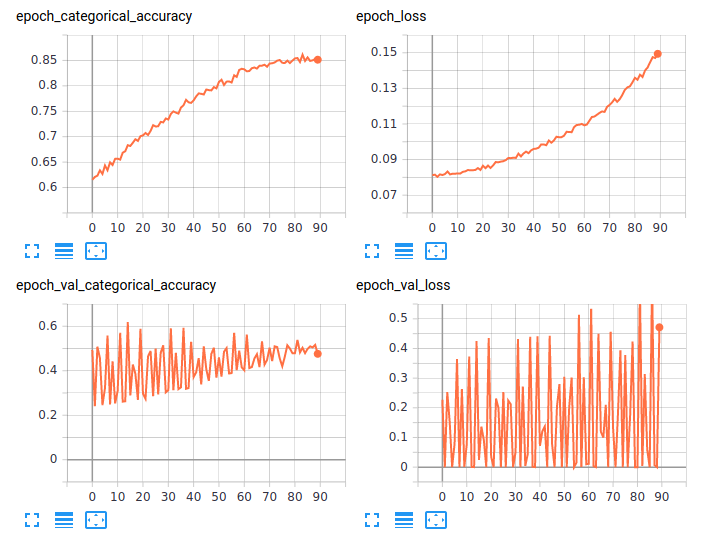 epoch_categorical_accuracy
0.85
0.8
0.75
0.7
0.65
0.6
0 10 20 30 40 50 60 70 80 90
epoch_loss
0.15
0.13
0.11
0.09
0.07
0 10 20 30 40 50 60 70 80 90
epoch_val_categorical_accuracy
0.6
0.4
0.2
0
0 10 20 30 40 50 60 70 80 90
epoch_val_loss
0.5
0.4
0.3
0.2
0.1
0
0 10 20 30 40 50 60 70 80 90